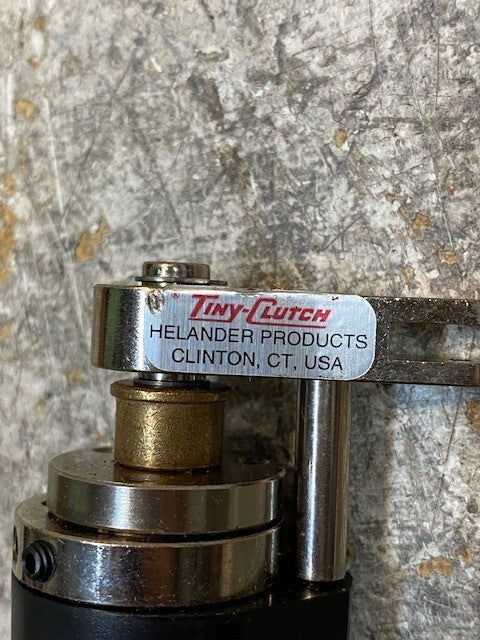 TINY-CLUTCH
HELANDER PRODUCTS
CLINTON, CT, USA